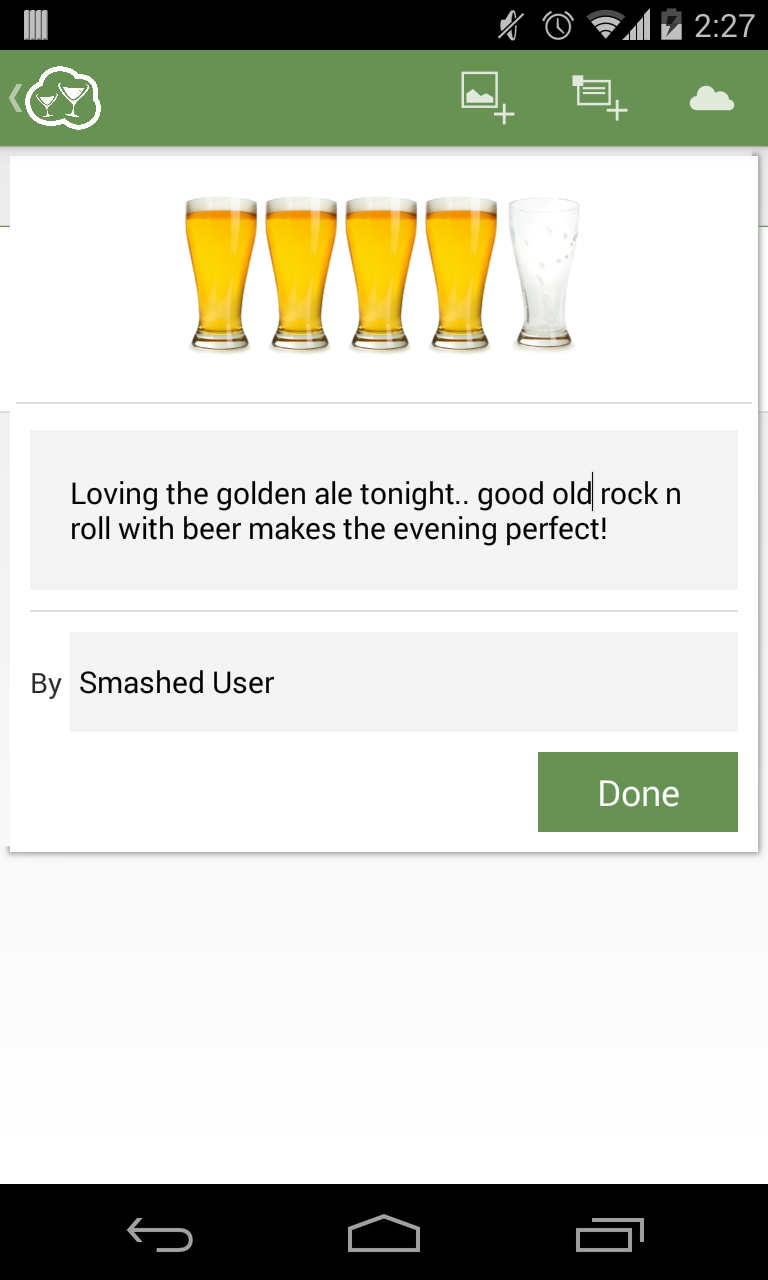 2:27
Loving the golden ale tonight.. good old rock n
roll with beer makes the evening perfect!
By Smashed User
Done